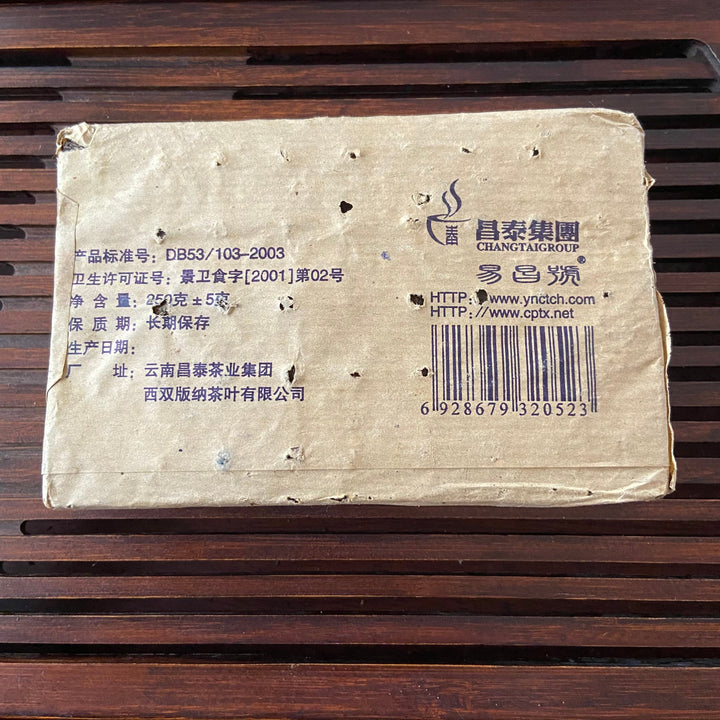 产品标准号：DB53/103-2003
卫生许可证号：景卫食字[2001]第02号
净 含 量：250克±5克
保 质 期：长期保存
生产日期：
厂 址：云南昌泰茶业集团
西双版纳茶叶有限公司
昌泰集團
CHANGTAIGROUP
易昌號®
HTTP://www.ynctch.com
HTTP://www.cptx.net
6 928679 320523